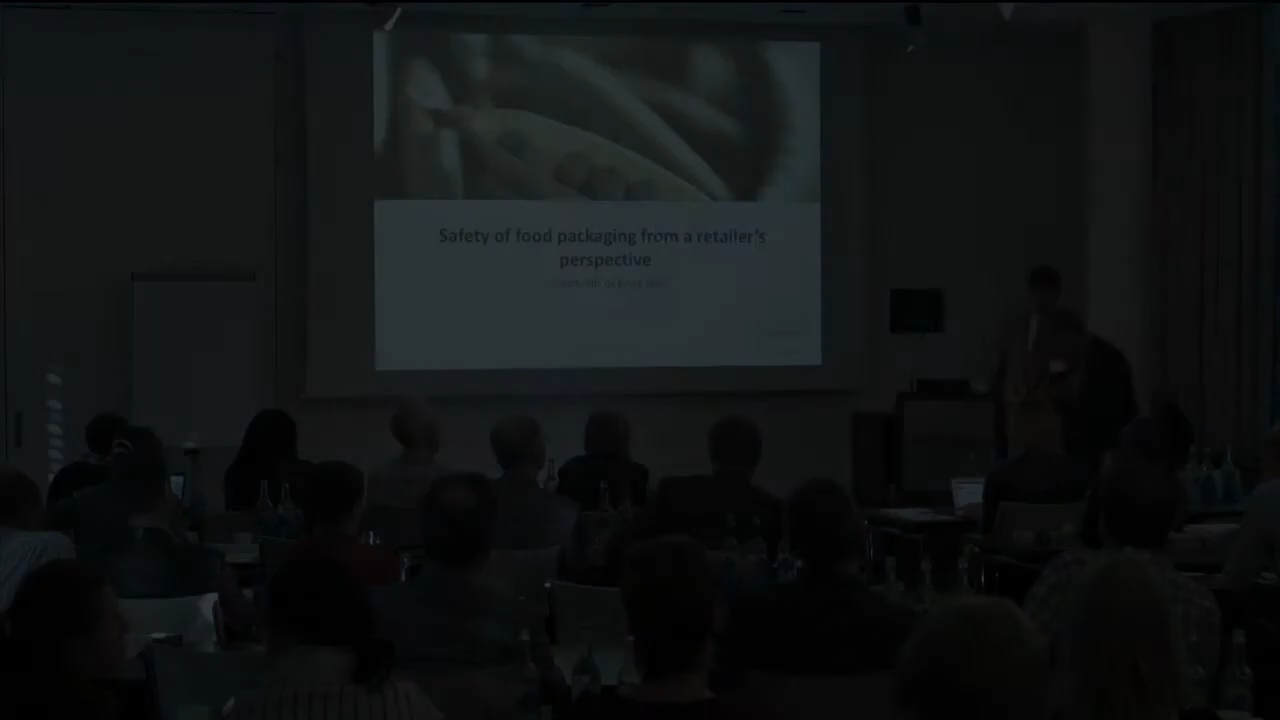 Safety of food packaging from a retailer's
perspective